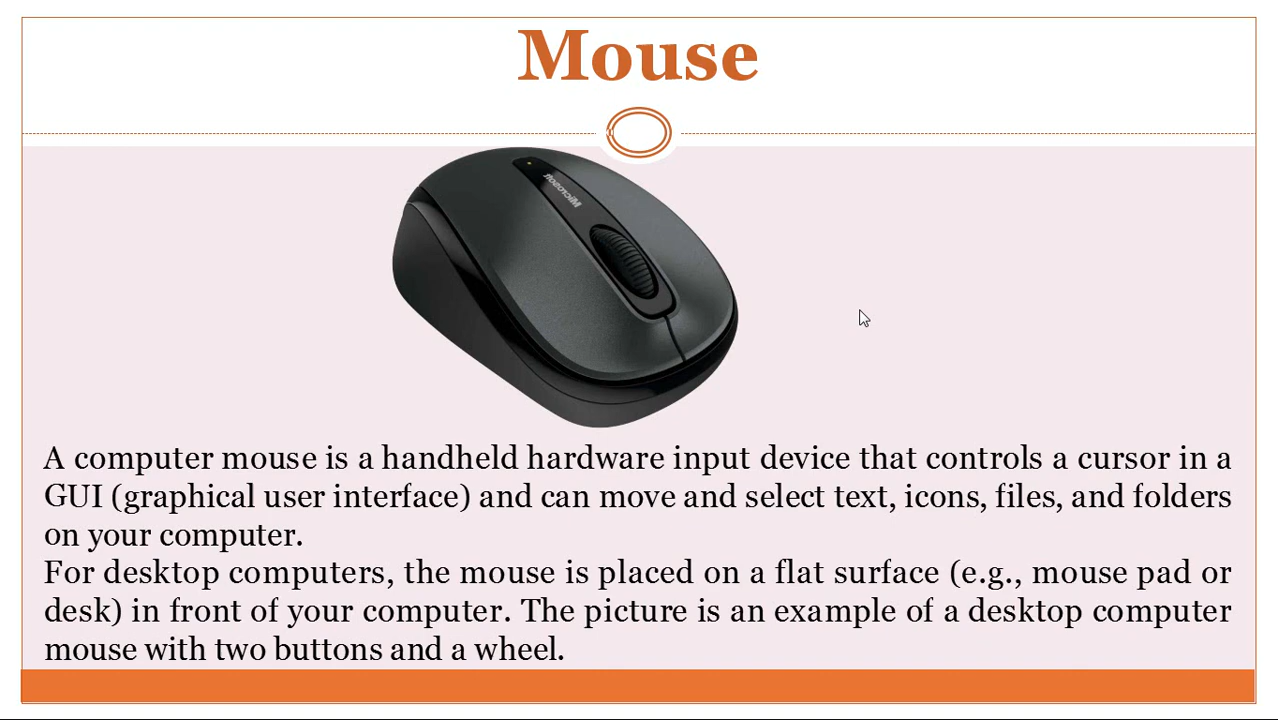 Mouse
Microsoft
A computer mouse is a handheld hardware input device that controls a cursor in a
GUI (graphical user interface) and can move and select text, icons, files, and folders
on your computer.
For desktop computers, the mouse is placed on a flat surface (e.g., mouse pad or
desk) in front of your computer. The picture is an example of a desktop computer
mouse with two buttons and a wheel.